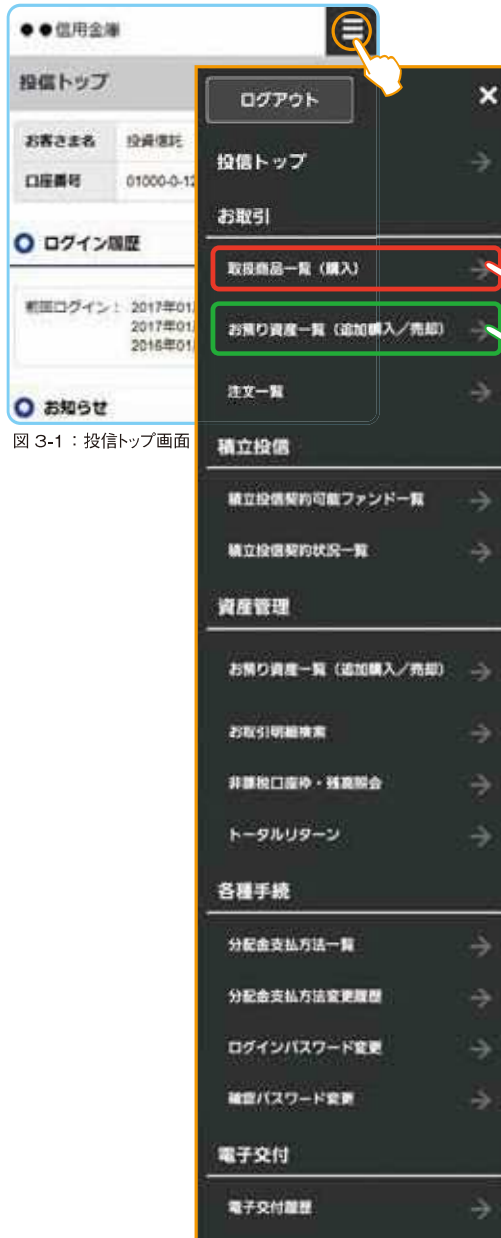 ●●信用金庫
投信トップ
お客さま名 投資信託
口座番号 01000-0-12
ログイン履歴
前回ログイン： 2017年01
2017年01
2016年01
お知らせ
図 3-1：投信トップ画面
ログアウト
×
投信トップ
お取引
取扱商品一覧（購入）
お預り資産一覧（追加購入／売却）
注文一覧
積立投信
積立投信契約可能ファンド一覧
積立投信契約状況一覧
資産管理
お預り資産一覧（追加購入／売却）
お取引明細検索
非課税口座枠・残高照会
トータルリターン
各種手続
分配金支払方法一覧
分配金支払方法変更履歴
ログインパスワード変更
確認パスワード変更
電子交付
電子交付履歴